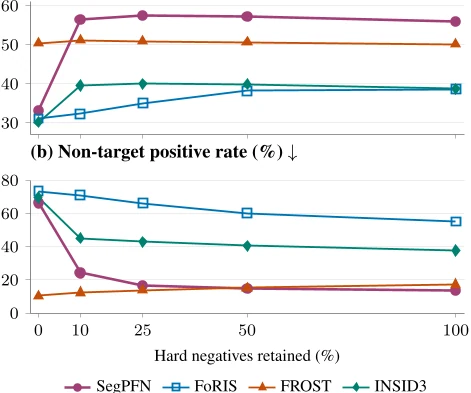 60
50
40
30
(b) Non-target positive rate (%) ↓
80
60
40
20
0
0 10 25 50 100
Hard negatives retained (%)
SegPFN FoRIS FROST INSID3